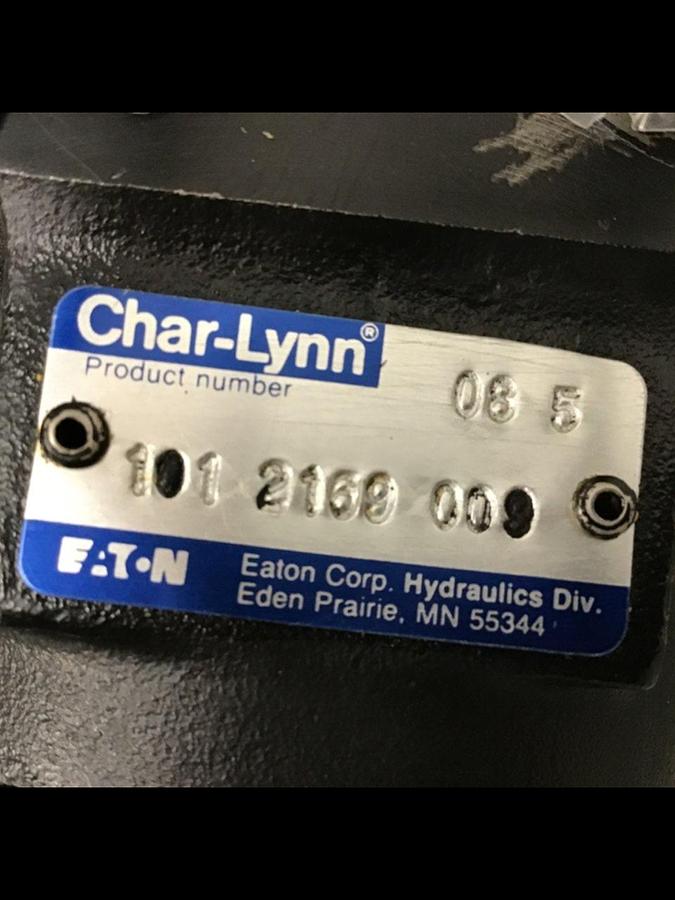 Char-Lynn®
Product number
08 5
101 2169 009
EATON
Eaton Corp. Hydraulics Div.
Eden Prairie, MN 55344